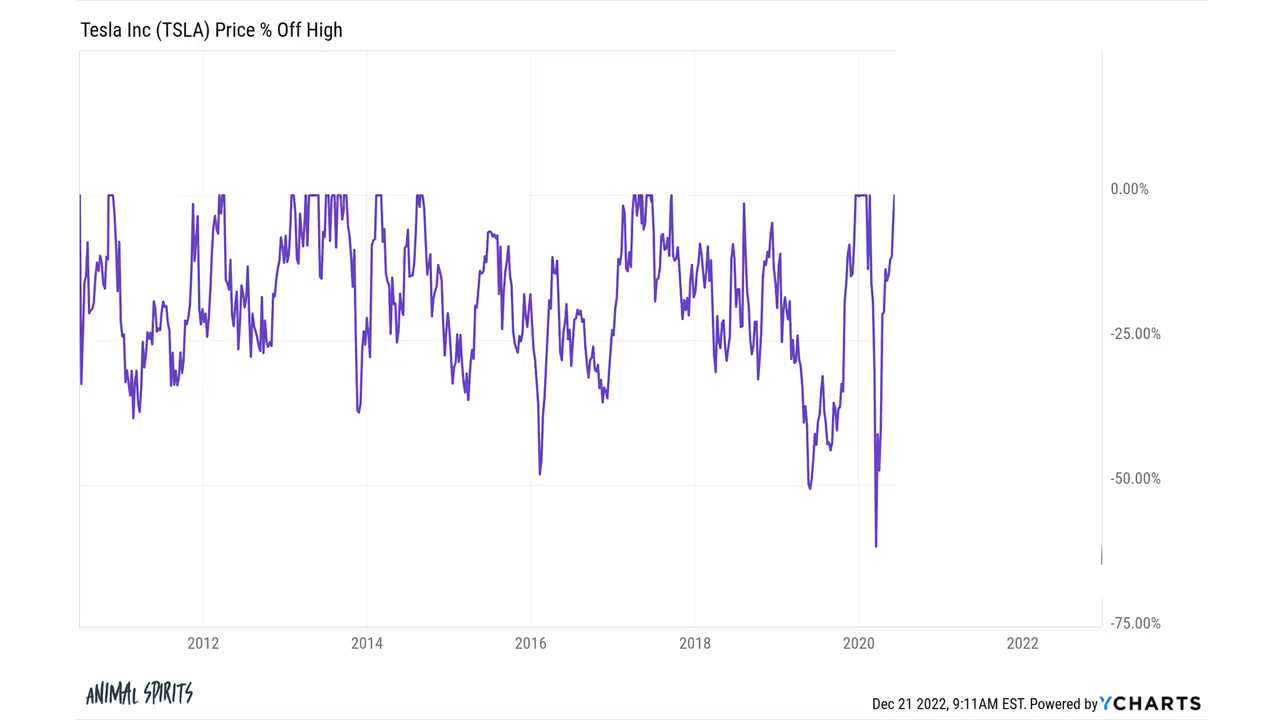 Tesla Inc (TSLA) Price % Off High
0.00%
-25.00%
-50.00%
-75.00%
2012 2014 2016 2018 2020 2022
ANIMAL SPIRITS
Dec 21 2022, 9:11AM EST. Powered by YCHARTS